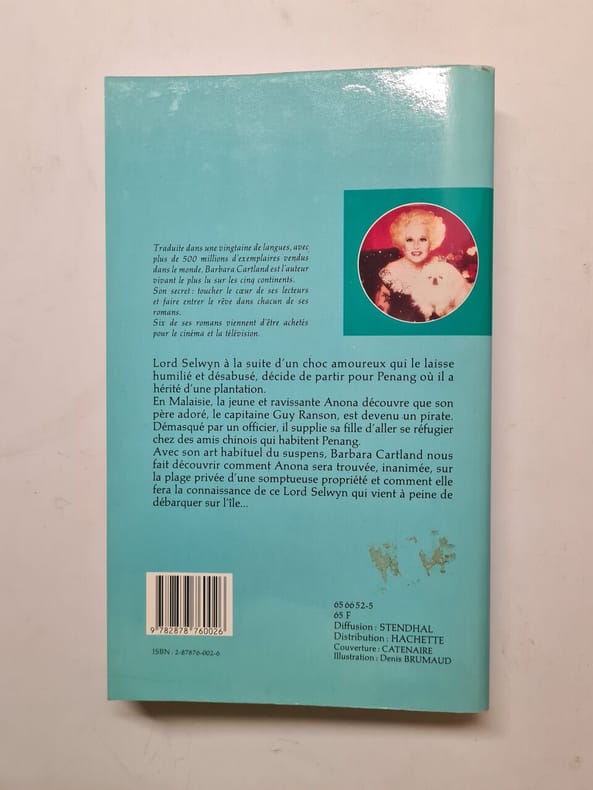 Traduite dans une vingtaine de langues, avec
plus de 500 millions d'exemplaires vendus
dans le monde, Barbara Cartland est l'auteur
vivant le plus lu sur les cinq continents.
Son secret : toucher le cœur de ses lecteurs
et faire entrer le rêve dans chacun de ses
romans.
Six de ses romans viennent d'être achetés
pour le cinéma et la télévision.
Lord Selwyn à la suite d'un choc amoureux qui le laisse
humilié et désabusé, décide de partir pour Penang où il a
hérité d'une plantation.
En Malaisie, la jeune et ravissante Anona découvre que son
père adoré, le capitaine Guy Ranson, est devenu un pirate.
Démasqué par un officier, il supplie sa fille d'aller se réfugier
chez des amis chinois qui habitent Penang.
Avec son art habituel du suspens, Barbara Cartland nous
fait découvrir comment Anona sera trouvée, inanimée, sur
la plage privée d'une somptueuse propriété et comment elle
fera la connaissance de ce Lord Selwyn qui vient à peine de
débarquer sur l'île...
9 782878 760026
ISBN : 2-87876-002-6
65 6652-5
65 F
Diffusion : STENDHAL
Distribution : HACHETTE
Couverture : CATENAIRE
Illustration : Denis BRUMAUD